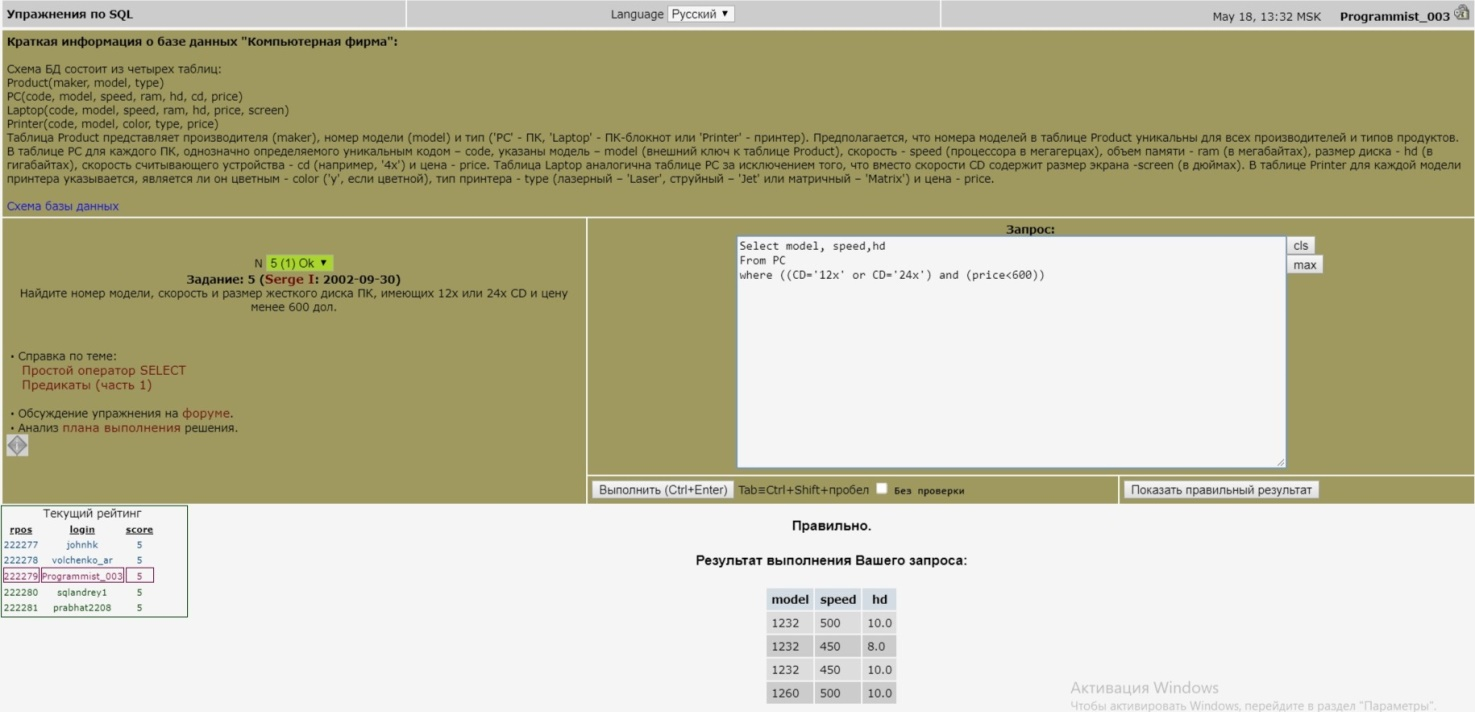 Упражнения по SQL
Language Русский ▼
May 18, 13:32 MSK Programmist_003
Краткая информация о базе данных "Компьютерная фирма":
Схема БД состоит из четырех таблиц:
Product(maker, model, type)
PC(code, model, speed, ram, hd, cd, price)
Laptop(code, model, speed, ram, hd, price, screen)
Printer(code, model, color, type, price)
Таблица Product представляет производителя (maker), номер модели (model) и тип ('PC' - ПК, 'Laptop' - ПК-блокнот или 'Printer' - принтер). Предполагается, что номера моделей в таблице Product уникальны для всех производителей и типов продуктов.
В таблице PC для каждого ПК, однозначно определяемого уникальным кодом – code, указаны модель – model (внешний ключ к таблице Product), скорость - speed (процессора в мегагерцах), объем памяти - ram (в мегабайтах), размер диска - hd (в
гигабайтах), скорость считывающего устройства - cd (например, '4x') и цена - price. Таблица Laptop аналогична таблице PC за исключением того, что вместо скорости CD содержит размер экрана -screen (в дюймах). В таблице Printer для каждой модели
принтера указывается, является ли он цветным - color ('y', если цветной), тип принтера - type (лазерный – 'Laser', струйный – 'Jet' или матричный – 'Matrix') и цена - price.
Схема базы данных
N 5 (1) Ok ▼
Задание: 5 (Serge I: 2002-09-30)
Найдите номер модели, скорость и размер жесткого диска ПК, имеющих 12x или 24x CD и цену
менее 600 дол.
• Справка по теме:
Простой оператор SELECT
Предикаты (часть 1)
• Обсуждение упражнения на форуме.
• Анализ плана выполнения решения.
Запрос:
Select model, speed,hd
From PC
where ((CD='12x' or CD='24x') and (price<600))
cls
max
Выполнить (Ctrl+Enter) Tab≡Ctrl+Shift+пробел Без проверки
Показать правильный результат
Текущий рейтинг
rpos login score
222277 johnhk 5
222278 volchenko_ar 5
222279 Programmist_003 5
222280 sqlandrey1 5
222281 prabhat2208 5
Правильно.
Результат выполнения Вашего запроса:
model speed hd
1232 500 10.0
1232 450 8.0
1232 450 10.0
1260 500 10.0
Активация Windows
Чтобы активировать Windows, перейдите в раздел "Параметры".